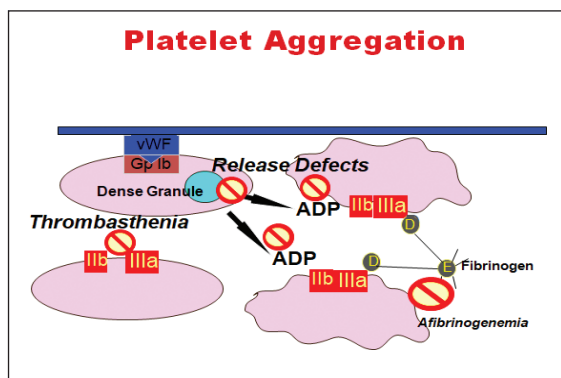 Platelet Aggregation
vWF
Gp Ib
Release Defects
Dense Granule
ADP
IIb IIIa
D
Thrombasthenia
IIb IIIa
ADP
D
E Fibrinogen
IIb IIIa
Afibrinogenemia